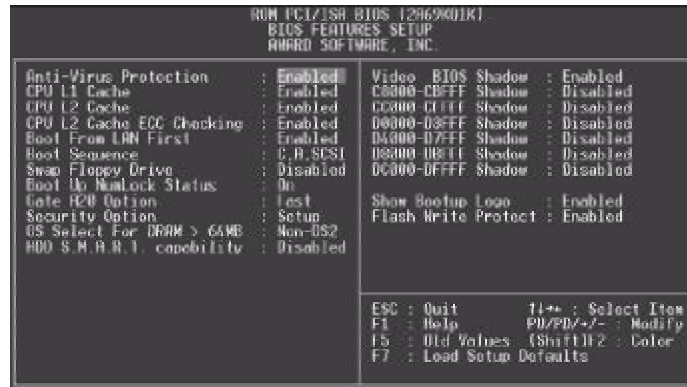 ROM PCI/ISA BIOS [2A69K01K]
BIOS FEATURES SETUP
AWARD SOFTWARE, INC.
Anti-Virus Protection : Enabled
CPU L1 Cache : Enabled
CPU L2 Cache : Enabled
CPU L2 Cache ECC Checking : Enabled
Boot From LAN First : Enabled
Boot Sequence : C,A,SCSI
Swap Floppy Drive : Disabled
Boot Up NumLock Status : On
Gate A20 Option : Fast
Security Option : Setup
OS Select For DRAM > 64MB : Non-OS2
HDD S.M.A.R.T. capability : Disabled
Video BIOS Shadow : Enabled
C8000-CBFFF Shadow : Disabled
CC000-CFFFF Shadow : Disabled
D0000-D3FFF Shadow : Disabled
D4000-D7FFF Shadow : Disabled
D8000-DBFFF Shadow : Disabled
DC000-DFFFF Shadow : Disabled
Show Bootup Logo : Enabled
Flash Write Protect : Enabled
ESC : Quit ↑↓→← : Select Item
F1 : Help PU/PD/+/- : Modify
F5 : Old Values (Shift)F2 : Color
F7 : Load Setup Defaults